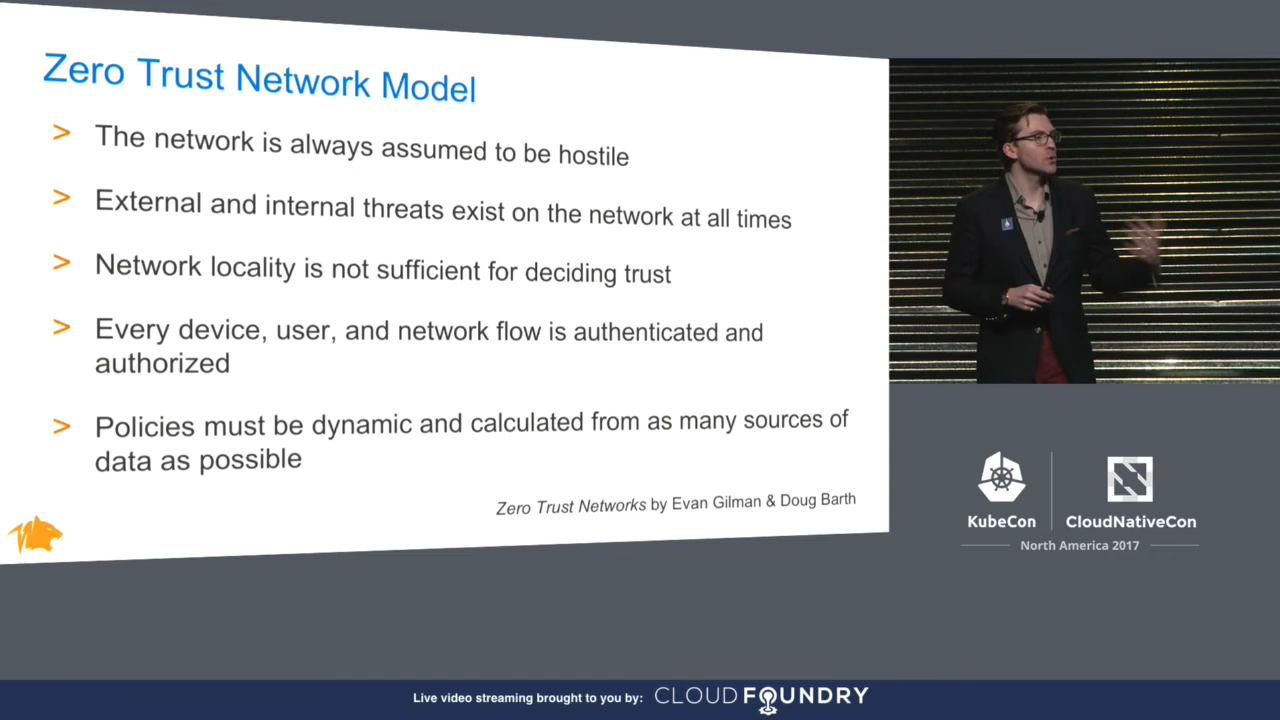 Zero Trust Network Model
> The network is always assumed to be hostile
> External and internal threats exist on the network at all times
> Network locality is not sufficient for deciding trust
> Every device, user, and network flow is authenticated and
authorized
> Policies must be dynamic and calculated from as many sources of
data as possible
Zero Trust Networks by Evan Gilman & Doug Barth
KubeCon
CloudNativeCon
North America 2017
Live video streaming brought to you by: CLOUD FOUNDRY